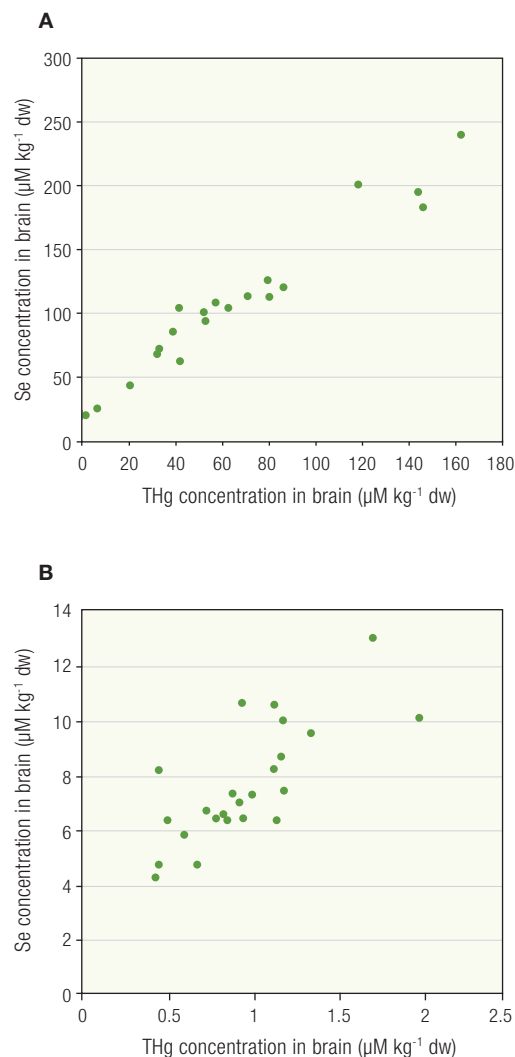 A
300
250
200
150
100
50
0
0 20 40 60 80 100 120 140 160 180
Se concentration in brain (µM kg⁻¹ dw)
THg concentration in brain (µM kg⁻¹ dw)
B
14
12
10
8
6
4
2
0
0 0.5 1 1.5 2 2.5
Se concentration in brain (µM kg⁻¹ dw)
THg concentration in brain (µM kg⁻¹ dw)